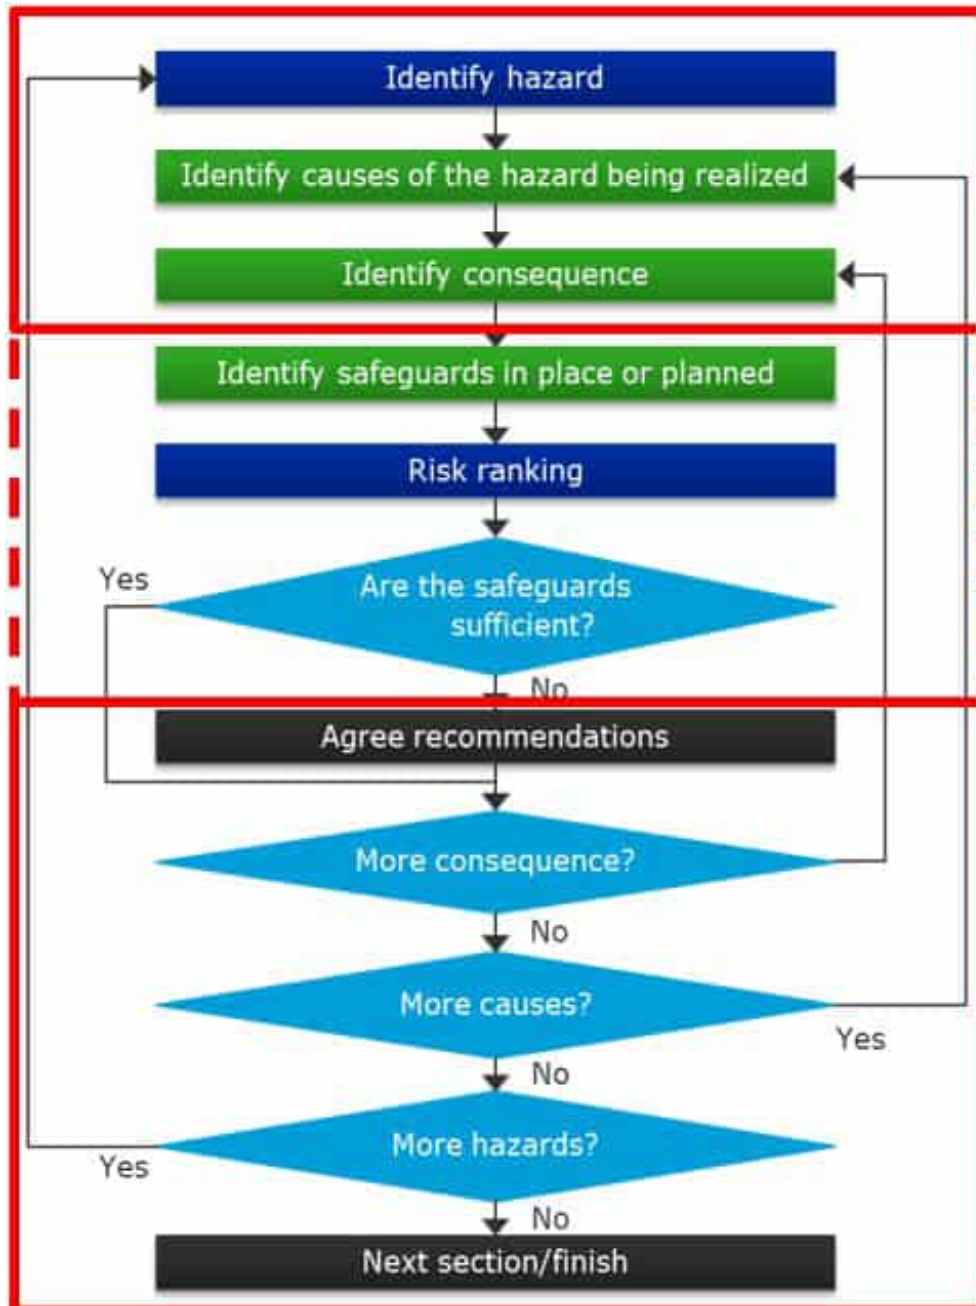 Identify hazard
Identify causes of the hazard being realized
Identify consequence
Identify safeguards in place or planned
Risk ranking
Yes
Are the safeguards
sufficient?
No
Agree recommendations
More consequence?
No
More causes?
Yes
No
More hazards?
Yes
No
Next section/finish